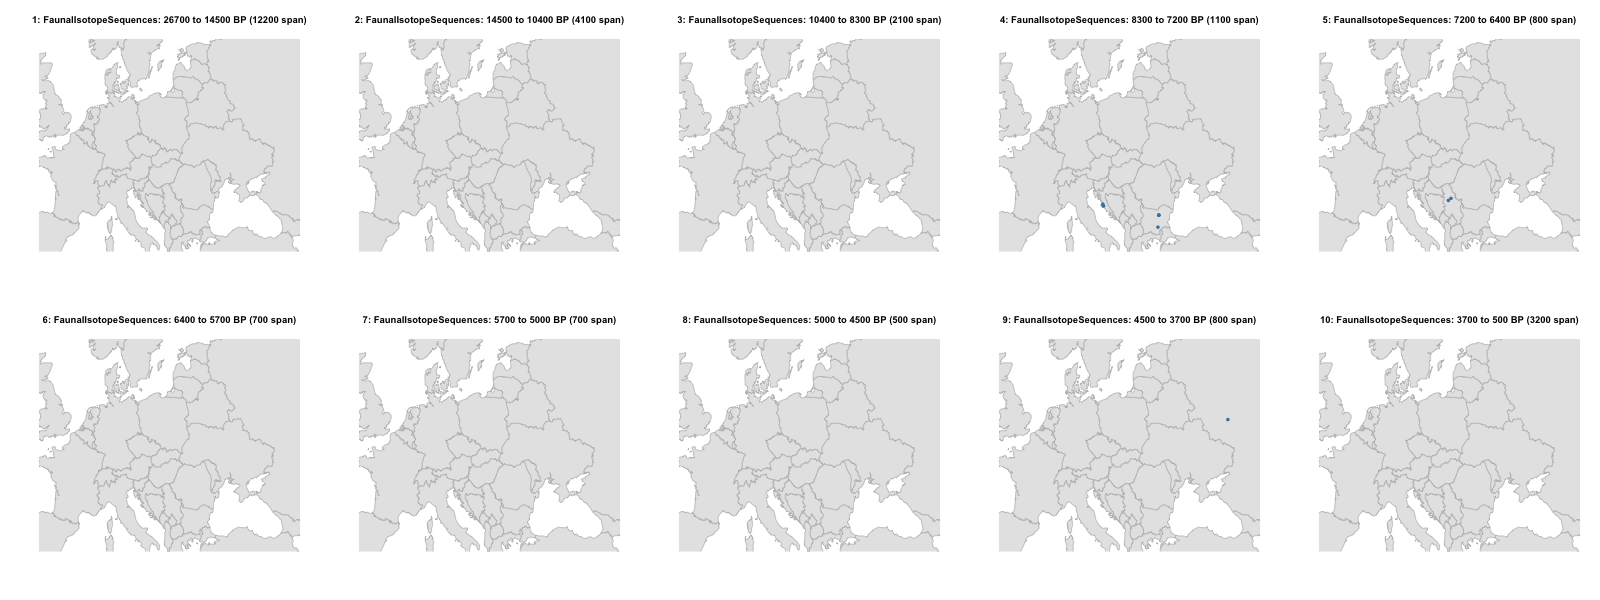 1: FaunalIsotopeSequences: 26700 to 14500 BP (12200 span)
2: FaunalIsotopeSequences: 14500 to 10400 BP (4100 span)
3: FaunalIsotopeSequences: 10400 to 8300 BP (2100 span)
4: FaunalIsotopeSequences: 8300 to 7200 BP (1100 span)
5: FaunalIsotopeSequences: 7200 to 6400 BP (800 span)
6: FaunalIsotopeSequences: 6400 to 5700 BP (700 span)
7: FaunalIsotopeSequences: 5700 to 5000 BP (700 span)
8: FaunalIsotopeSequences: 5000 to 4500 BP (500 span)
9: FaunalIsotopeSequences: 4500 to 3700 BP (800 span)
10: FaunalIsotopeSequences: 3700 to 500 BP (3200 span)